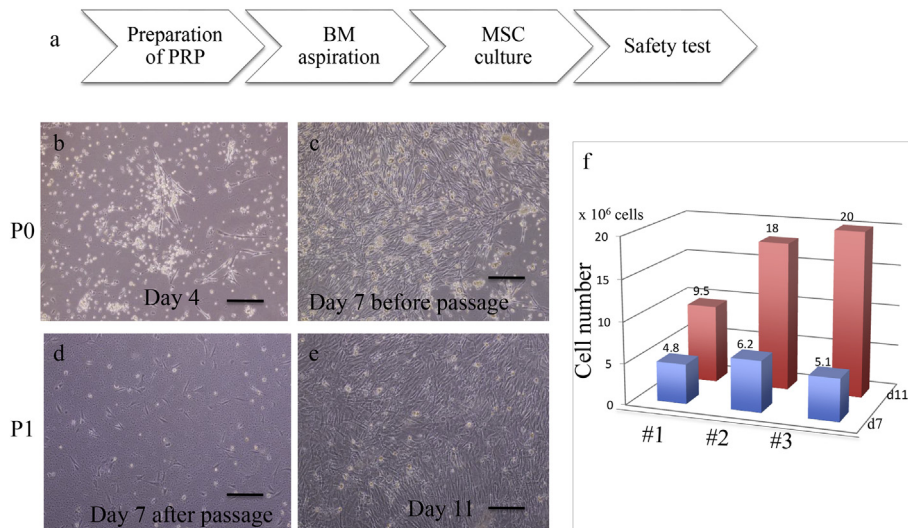 a
Preparation
of PRP
BM
aspiration
MSC
culture
Safety test
P0
b
Day 4
c
Day 7 before passage
P1
d
Day 7 after passage
e
Day 11
f
x 10⁶ cells
Cell number
20
15
10
5
0
4.8
6.2
5.1
9.5
18
20
#1
#2
#3
d7
d11